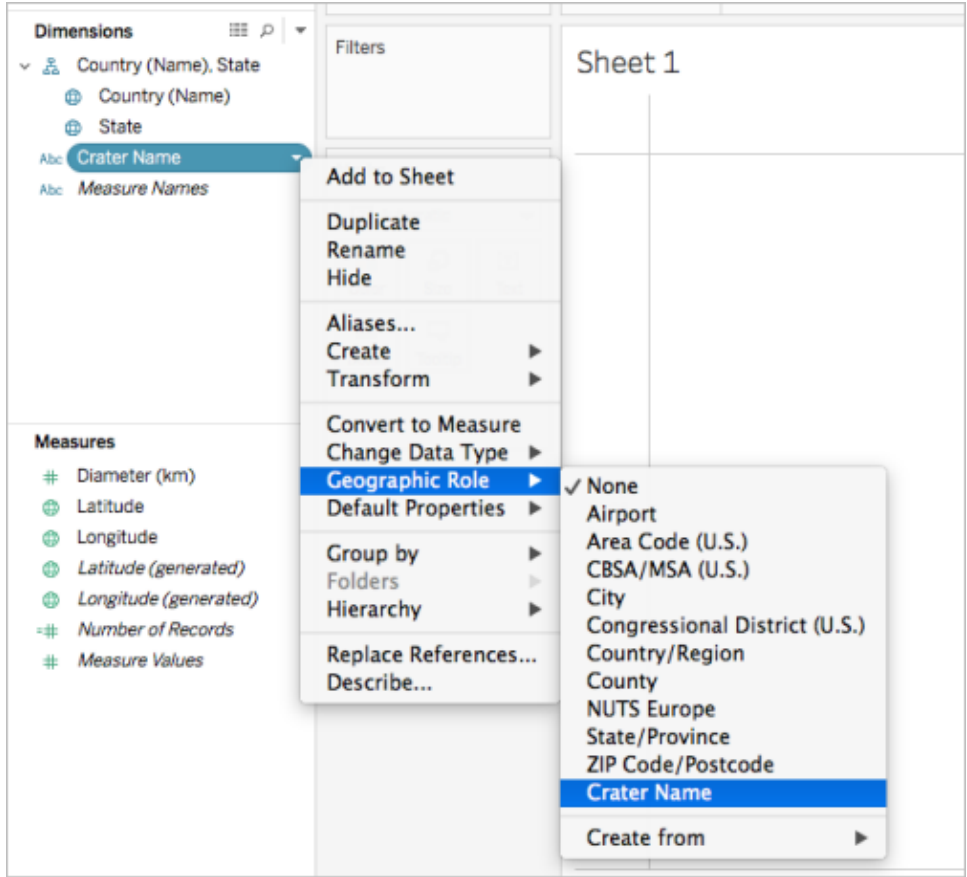 Dimensions
Country (Name), State
Country (Name)
State
Abc Crater Name
Abc Measure Names
Measures
# Diameter (km)
Latitude
Longitude
Latitude (generated)
Longitude (generated)
=# Number of Records
# Measure Values
Filters
Sheet 1
Add to Sheet
Duplicate
Rename
Hide
Aliases...
Create
Transform
Convert to Measure
Change Data Type
Geographic Role
Default Properties
Group by
Folders
Hierarchy
Replace References...
Describe...
✓ None
Airport
Area Code (U.S.)
CBSA/MSA (U.S.)
City
Congressional District (U.S.)
Country/Region
County
NUTS Europe
State/Province
ZIP Code/Postcode
Crater Name
Create from